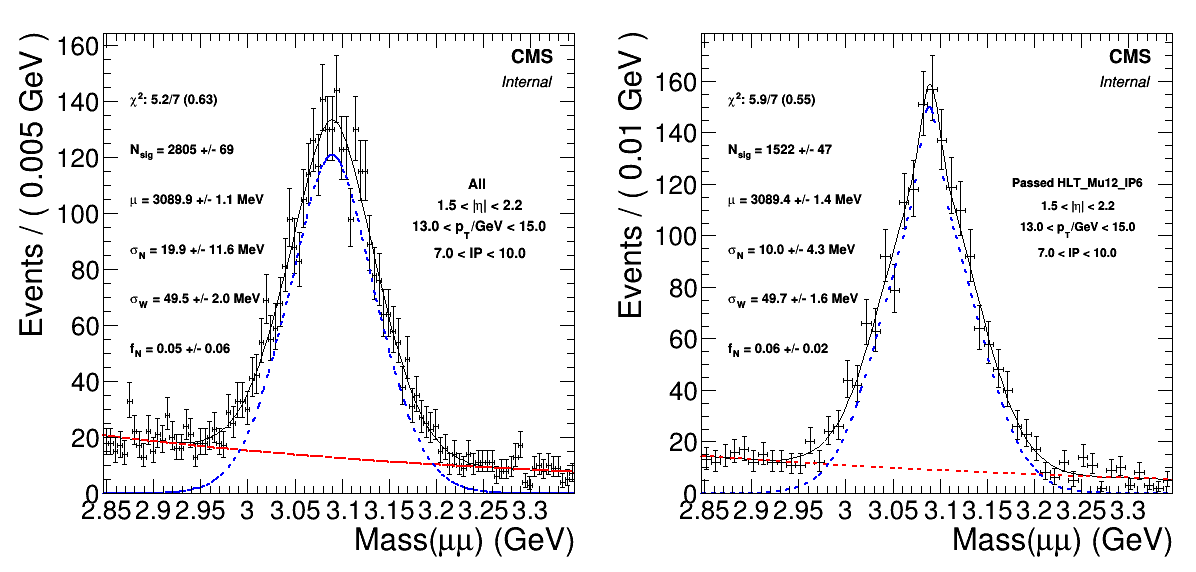 Events / ( 0.005 GeV )
160
140
120
100
80
60
40
20
0
CMS
Internal
χ²: 5.2/7 (0.63)
N_sig = 2805 +/- 69
μ = 3089.9 +/- 1.1 MeV
σ_N = 19.9 +/- 11.6 MeV
σ_W = 49.5 +/- 2.0 MeV
f_N = 0.05 +/- 0.06
All
1.5 < |η| < 2.2
13.0 < p_T/GeV < 15.0
7.0 < IP < 10.0
2.85 2.9 2.95 3 3.05 3.1 3.15 3.2 3.25 3.3
Mass(μμ) (GeV)
Events / ( 0.01 GeV )
160
140
120
100
80
60
40
20
0
CMS
Internal
χ²: 5.9/7 (0.55)
N_sig = 1522 +/- 47
μ = 3089.4 +/- 1.4 MeV
σ_N = 10.0 +/- 4.3 MeV
σ_W = 49.7 +/- 1.6 MeV
f_N = 0.06 +/- 0.02
Passed HLT_Mu12_IP6
1.5 < |η| < 2.2
13.0 < p_T/GeV < 15.0
7.0 < IP < 10.0
2.85 2.9 2.95 3 3.05 3.1 3.15 3.2 3.25 3.3
Mass(μμ) (GeV)